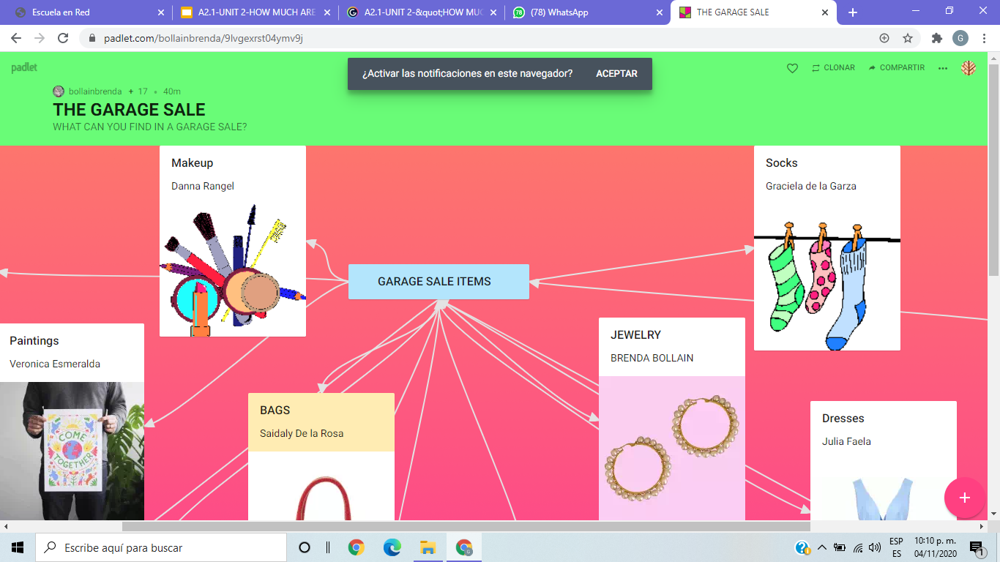 Escuela en Red
A2.1-UNIT 2-HOW MUCH ARE
A2.1-UNIT 2-&quot;HOW MUC
(78) WhatsApp
THE GARAGE SALE
padlet.com/bollainbrenda/9lvgexrst04ymv9j
G
padlet
¿Activar las notificaciones en este navegador?
ACEPTAR
CLONAR
COMPARTIR
bollainbrenda + 17 • 40m
THE GARAGE SALE
WHAT CAN YOU FIND IN A GARAGE SALE?
Makeup
Danna Rangel
Socks
Graciela de la Garza
GARAGE SALE ITEMS
Paintings
Veronica Esmeralda
COME
TOGETHER
BAGS
Saidaly De la Rosa
JEWELRY
BRENDA BOLLAIN
Dresses
Julia Faela
Escribe aquí para buscar
ESP
ES
10:10 p. m.
04/11/2020
1